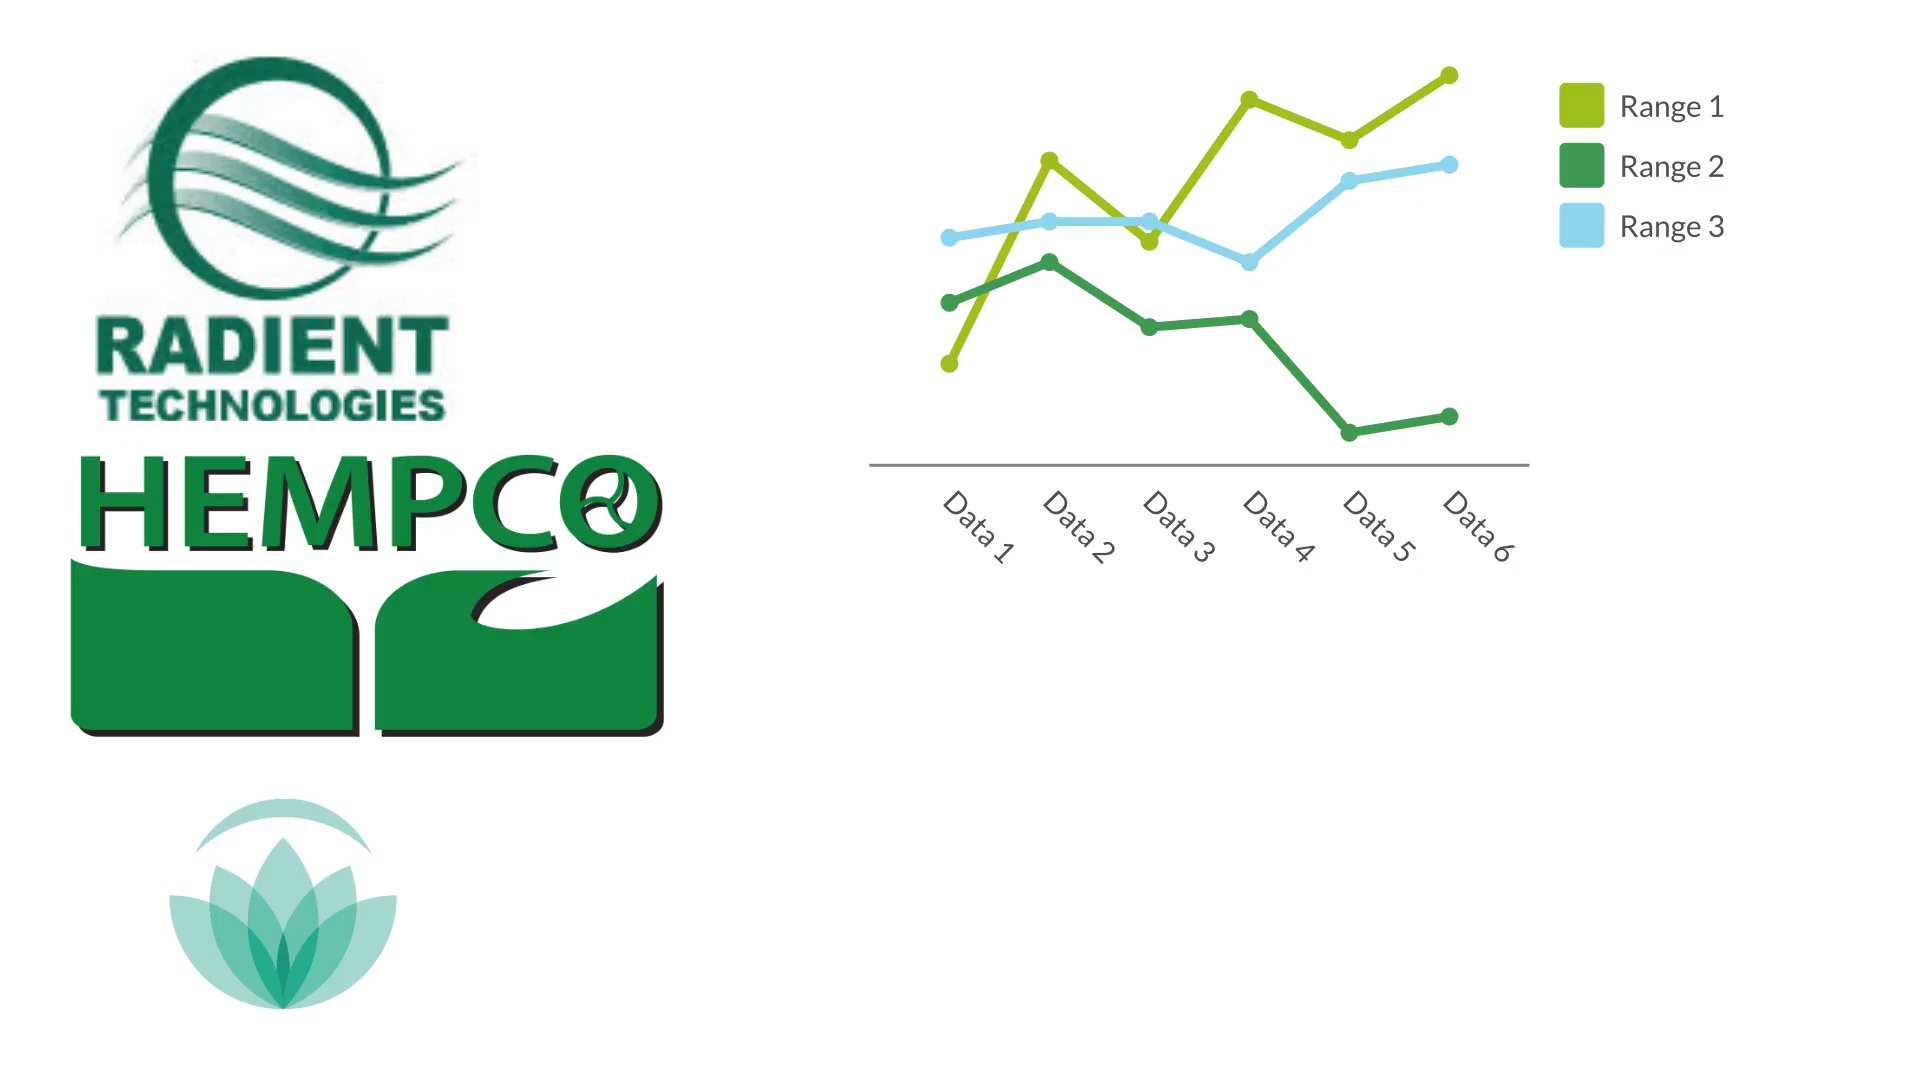 RADIENT
TECHNOLOGIES
HEMPCO
Range 1
Range 2
Range 3
Data 1
Data 2
Data 3
Data 4
Data 5
Data 6